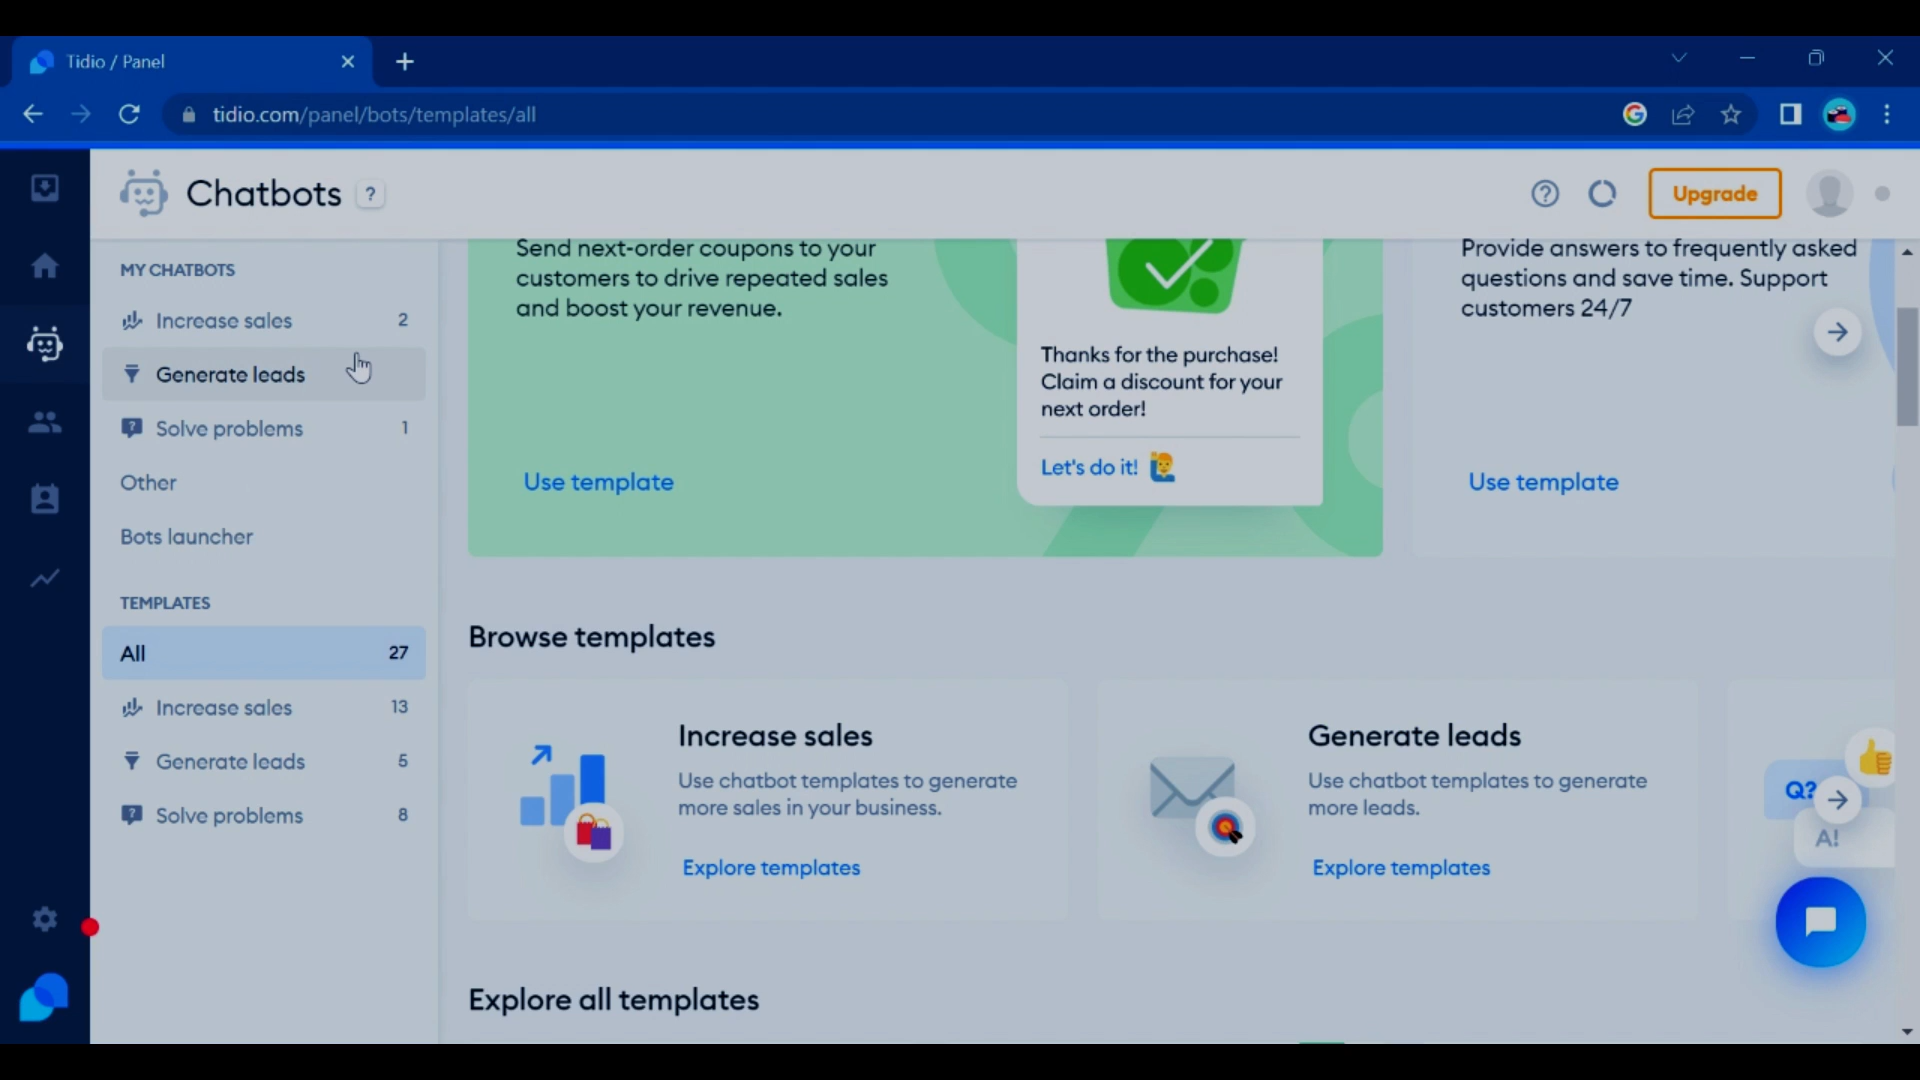 Tidio / Panel
tidio.com/panel/bots/templates/all
Chatbots ?
Upgrade
MY CHATBOTS
Increase sales 2
Generate leads
Solve problems 1
Other
Bots launcher
TEMPLATES
All 27
Increase sales 13
Generate leads 5
Solve problems 8
Send next-order coupons to your
customers to drive repeated sales
and boost your revenue.
Use template
Thanks for the purchase!
Claim a discount for your
next order!
Let's do it!
Provide answers to frequently asked
questions and save time. Support
customers 24/7
Use template
Browse templates
Increase sales
Use chatbot templates to generate
more sales in your business.
Explore templates
Generate leads
Use chatbot templates to generate
more leads.
Explore templates
Q?
A!
Explore all templates